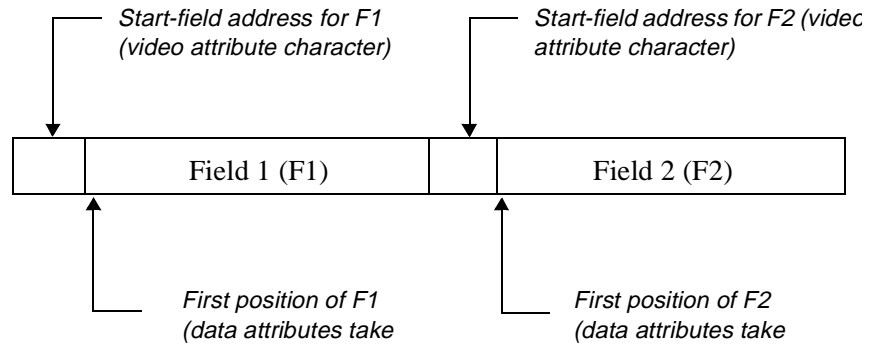 Start-field address for F1
(video attribute character)
Start-field address for F2 (video
attribute character)
Field 1 (F1)
Field 2 (F2)
First position of F1
(data attributes take
First position of F2
(data attributes take